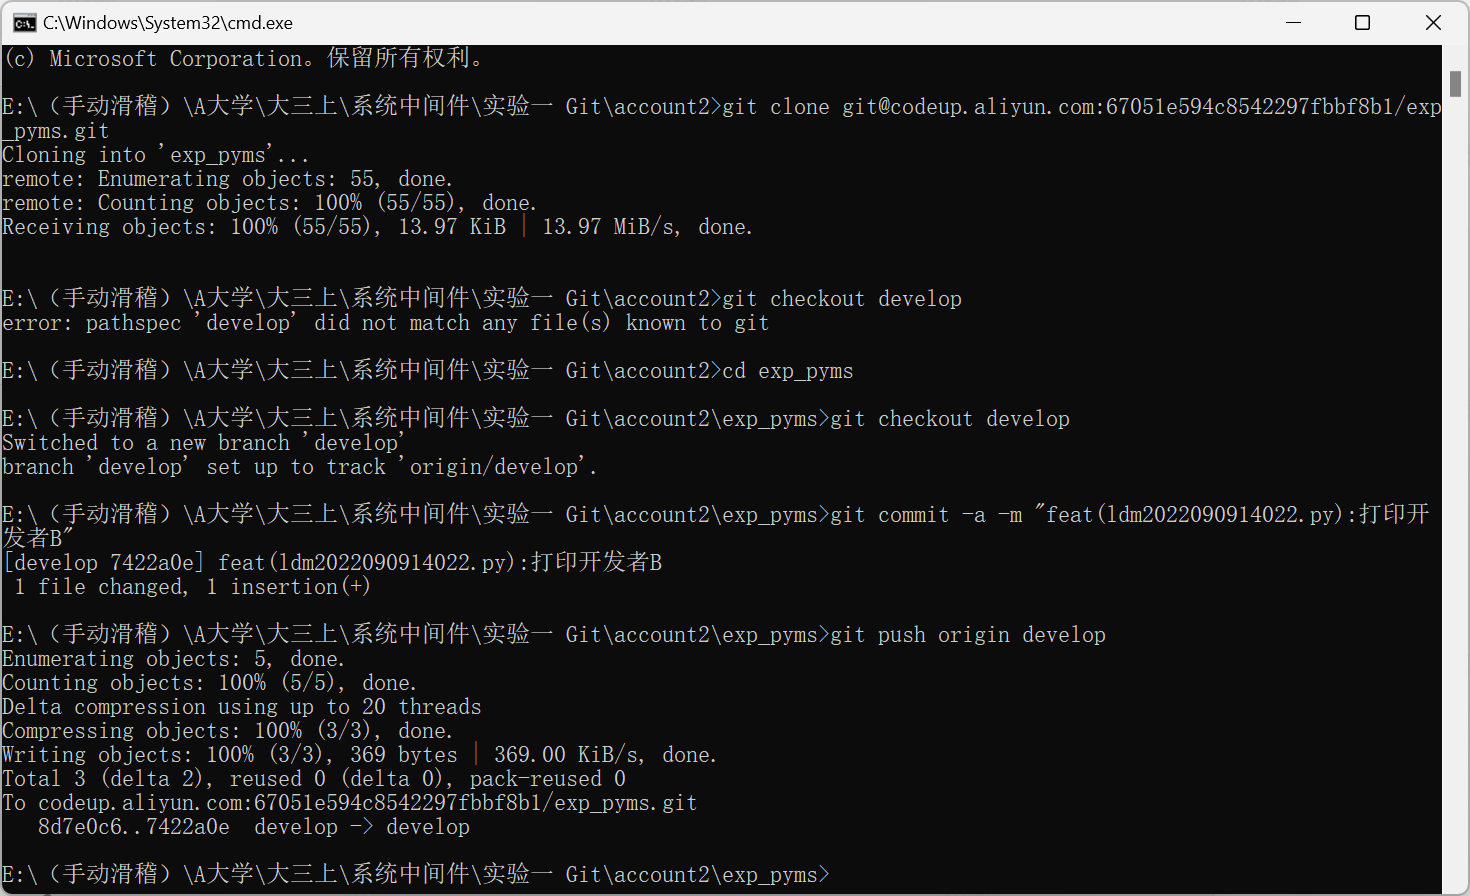 C:\Windows\System32\cmd.exe
(c) Microsoft Corporation。保留所有权利。
E:\（手动滑稽）\A大学\大三上\系统中间件\实验一 Git\account2>git clone git@codeup.aliyun.com:67051e594c8542297fbbf8b1/exp
_pyms.git
Cloning into 'exp_pyms'...
remote: Enumerating objects: 55, done.
remote: Counting objects: 100% (55/55), done.
Receiving objects: 100% (55/55), 13.97 KiB | 13.97 MiB/s, done.
E:\（手动滑稽）\A大学\大三上\系统中间件\实验一 Git\account2>git checkout develop
error: pathspec 'develop' did not match any file(s) known to git
E:\（手动滑稽）\A大学\大三上\系统中间件\实验一 Git\account2>cd exp_pyms
E:\（手动滑稽）\A大学\大三上\系统中间件\实验一 Git\account2\exp_pyms>git checkout develop
Switched to a new branch 'develop'
branch 'develop' set up to track 'origin/develop'.
E:\（手动滑稽）\A大学\大三上\系统中间件\实验一 Git\account2\exp_pyms>git commit -a -m "feat(ldm2022090914022.py):打印开
发者B"
[develop 7422a0e] feat(ldm2022090914022.py):打印开发者B
 1 file changed, 1 insertion(+)
E:\（手动滑稽）\A大学\大三上\系统中间件\实验一 Git\account2\exp_pyms>git push origin develop
Enumerating objects: 5, done.
Counting objects: 100% (5/5), done.
Delta compression using up to 20 threads
Compressing objects: 100% (3/3), done.
Writing objects: 100% (3/3), 369 bytes | 369.00 KiB/s, done.
Total 3 (delta 2), reused 0 (delta 0), pack-reused 0
To codeup.aliyun.com:67051e594c8542297fbbf8b1/exp_pyms.git
   8d7e0c6..7422a0e  develop -> develop
E:\（手动滑稽）\A大学\大三上\系统中间件\实验一 Git\account2\exp_pyms>